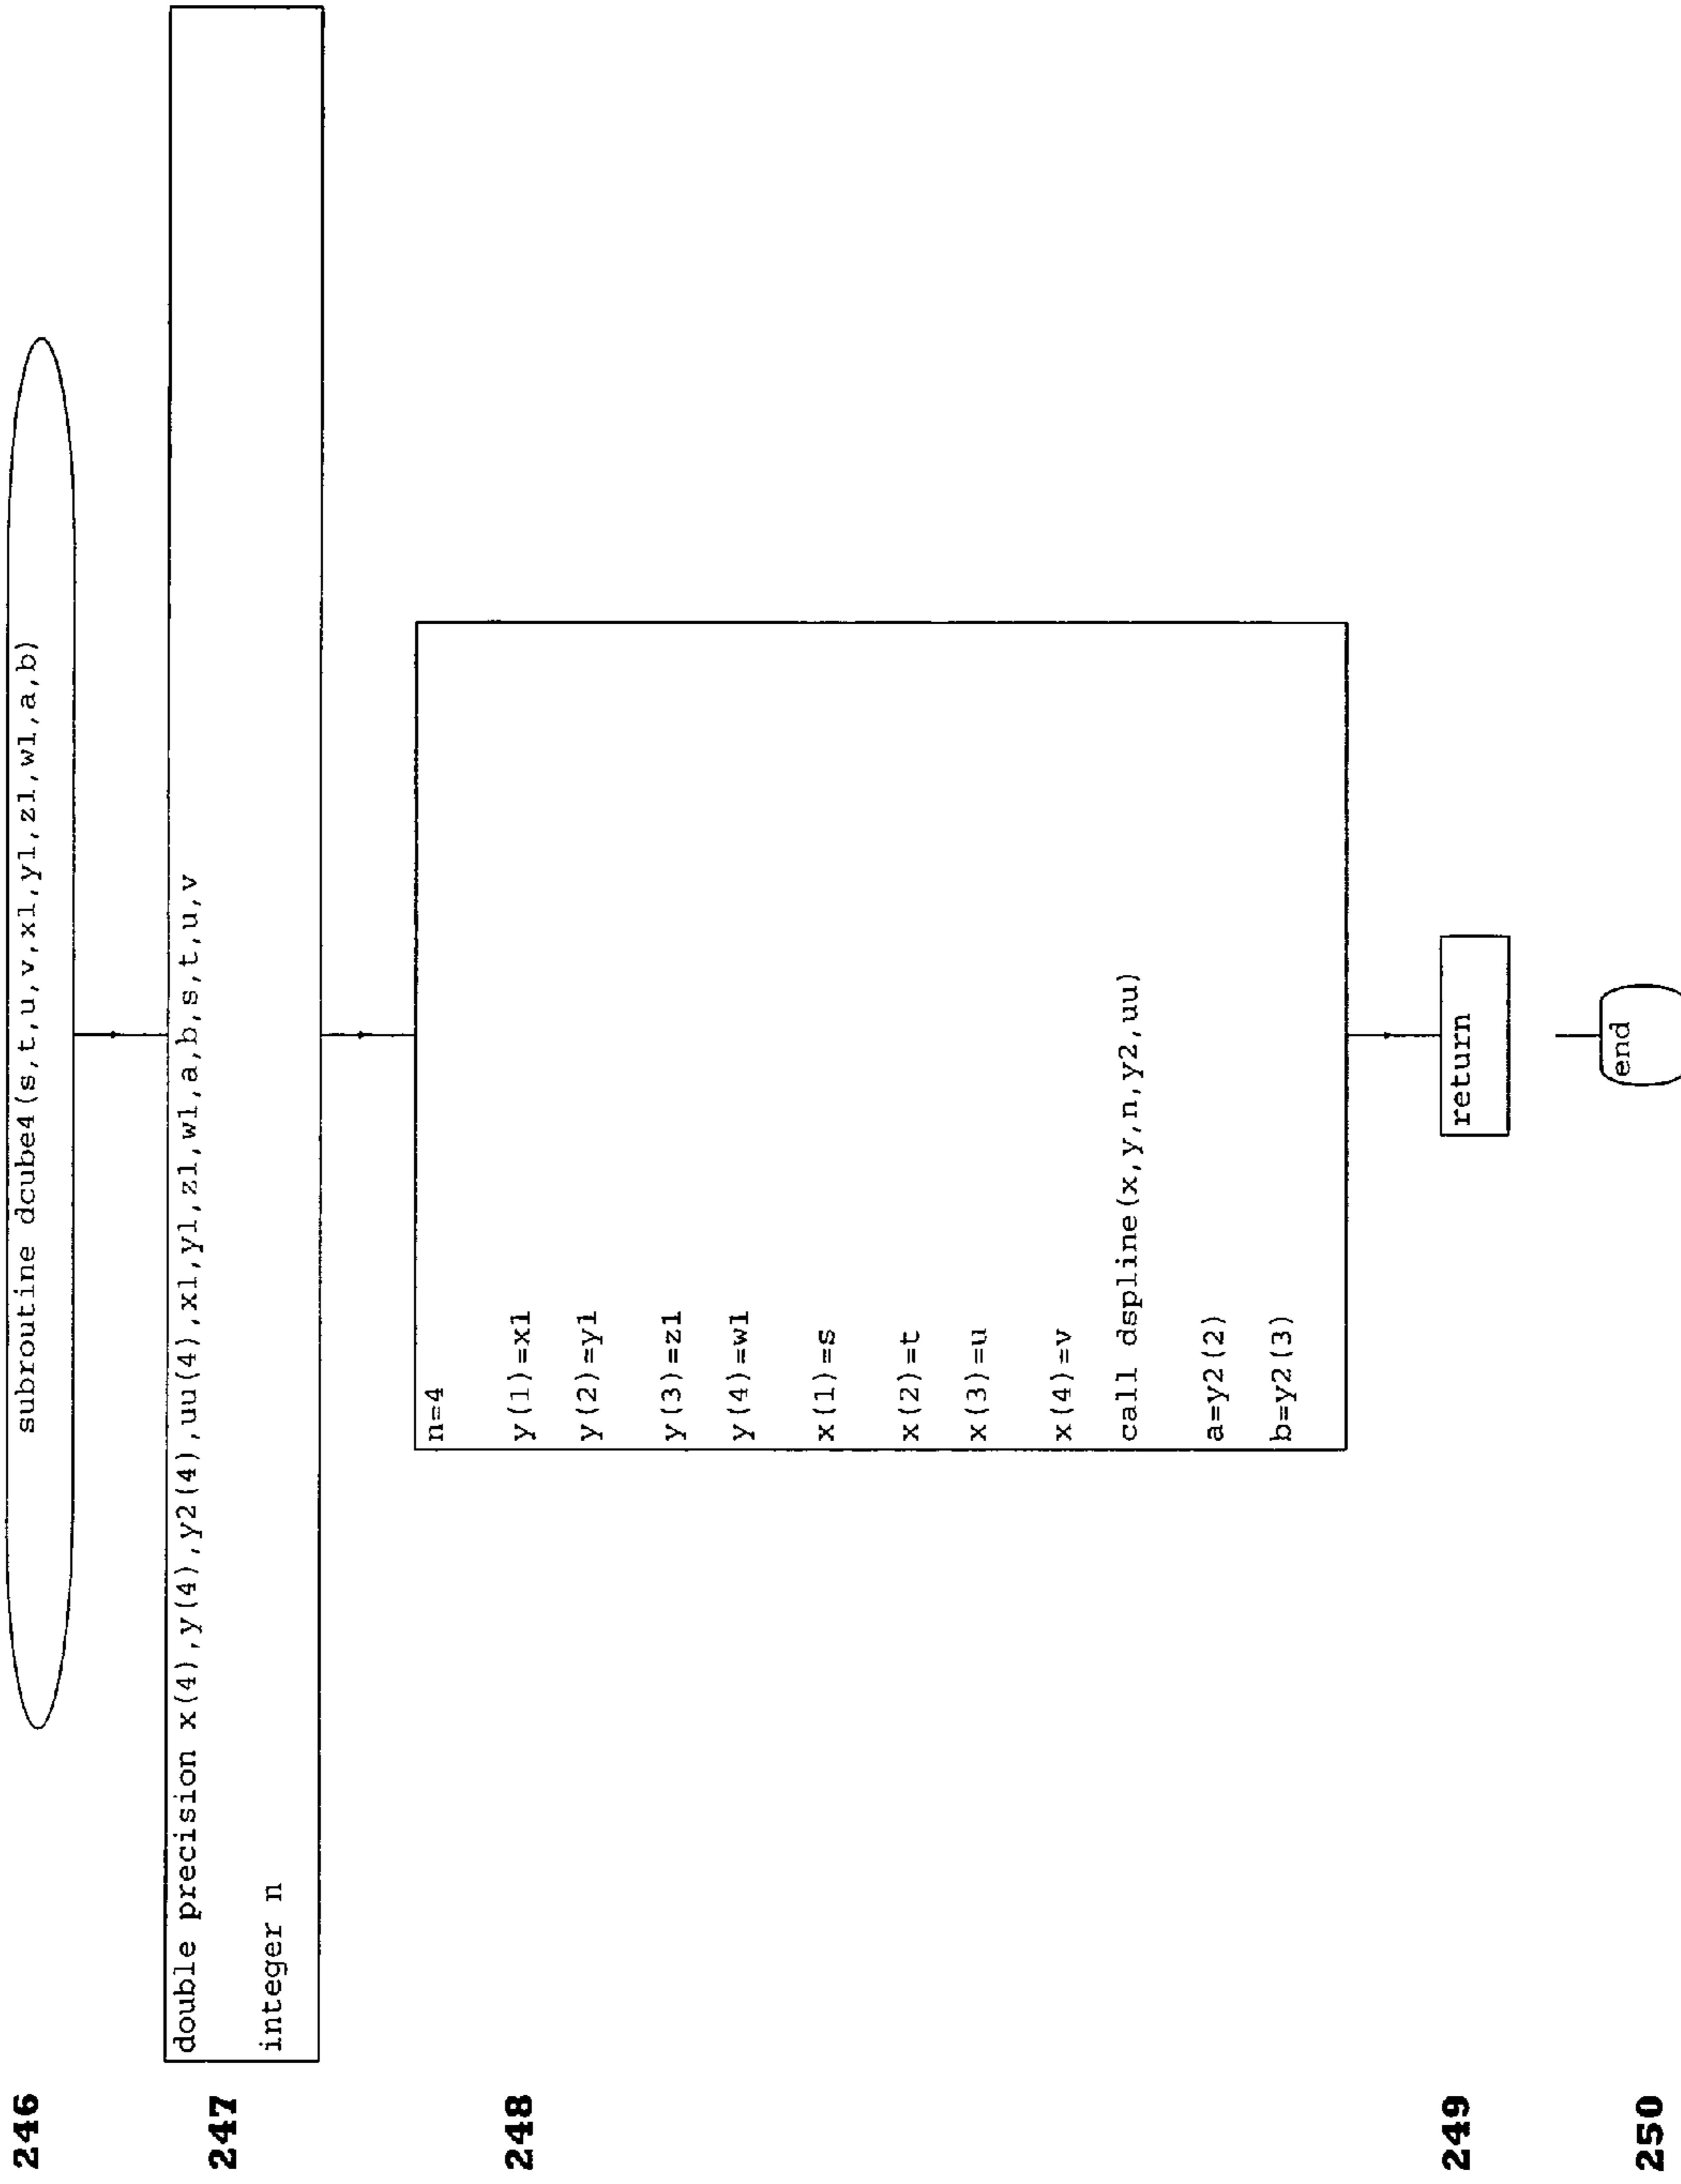 246
subroutine dcube4(s,t,u,v,x1,y1,z1,w1,a,b)
247
double precision x(4),y(4),y2(4),uu(4),x1,y1,z1,w1,a,b,s,t,u,v
integer n
248
n=4
y(1)=x1
y(2)=y1
y(3)=z1
y(4)=w1
x(1)=s
x(2)=t
x(3)=u
x(4)=v
call dspline(x,y,n,y2,uu)
a=y2(2)
b=y2(3)
249
return
250
end